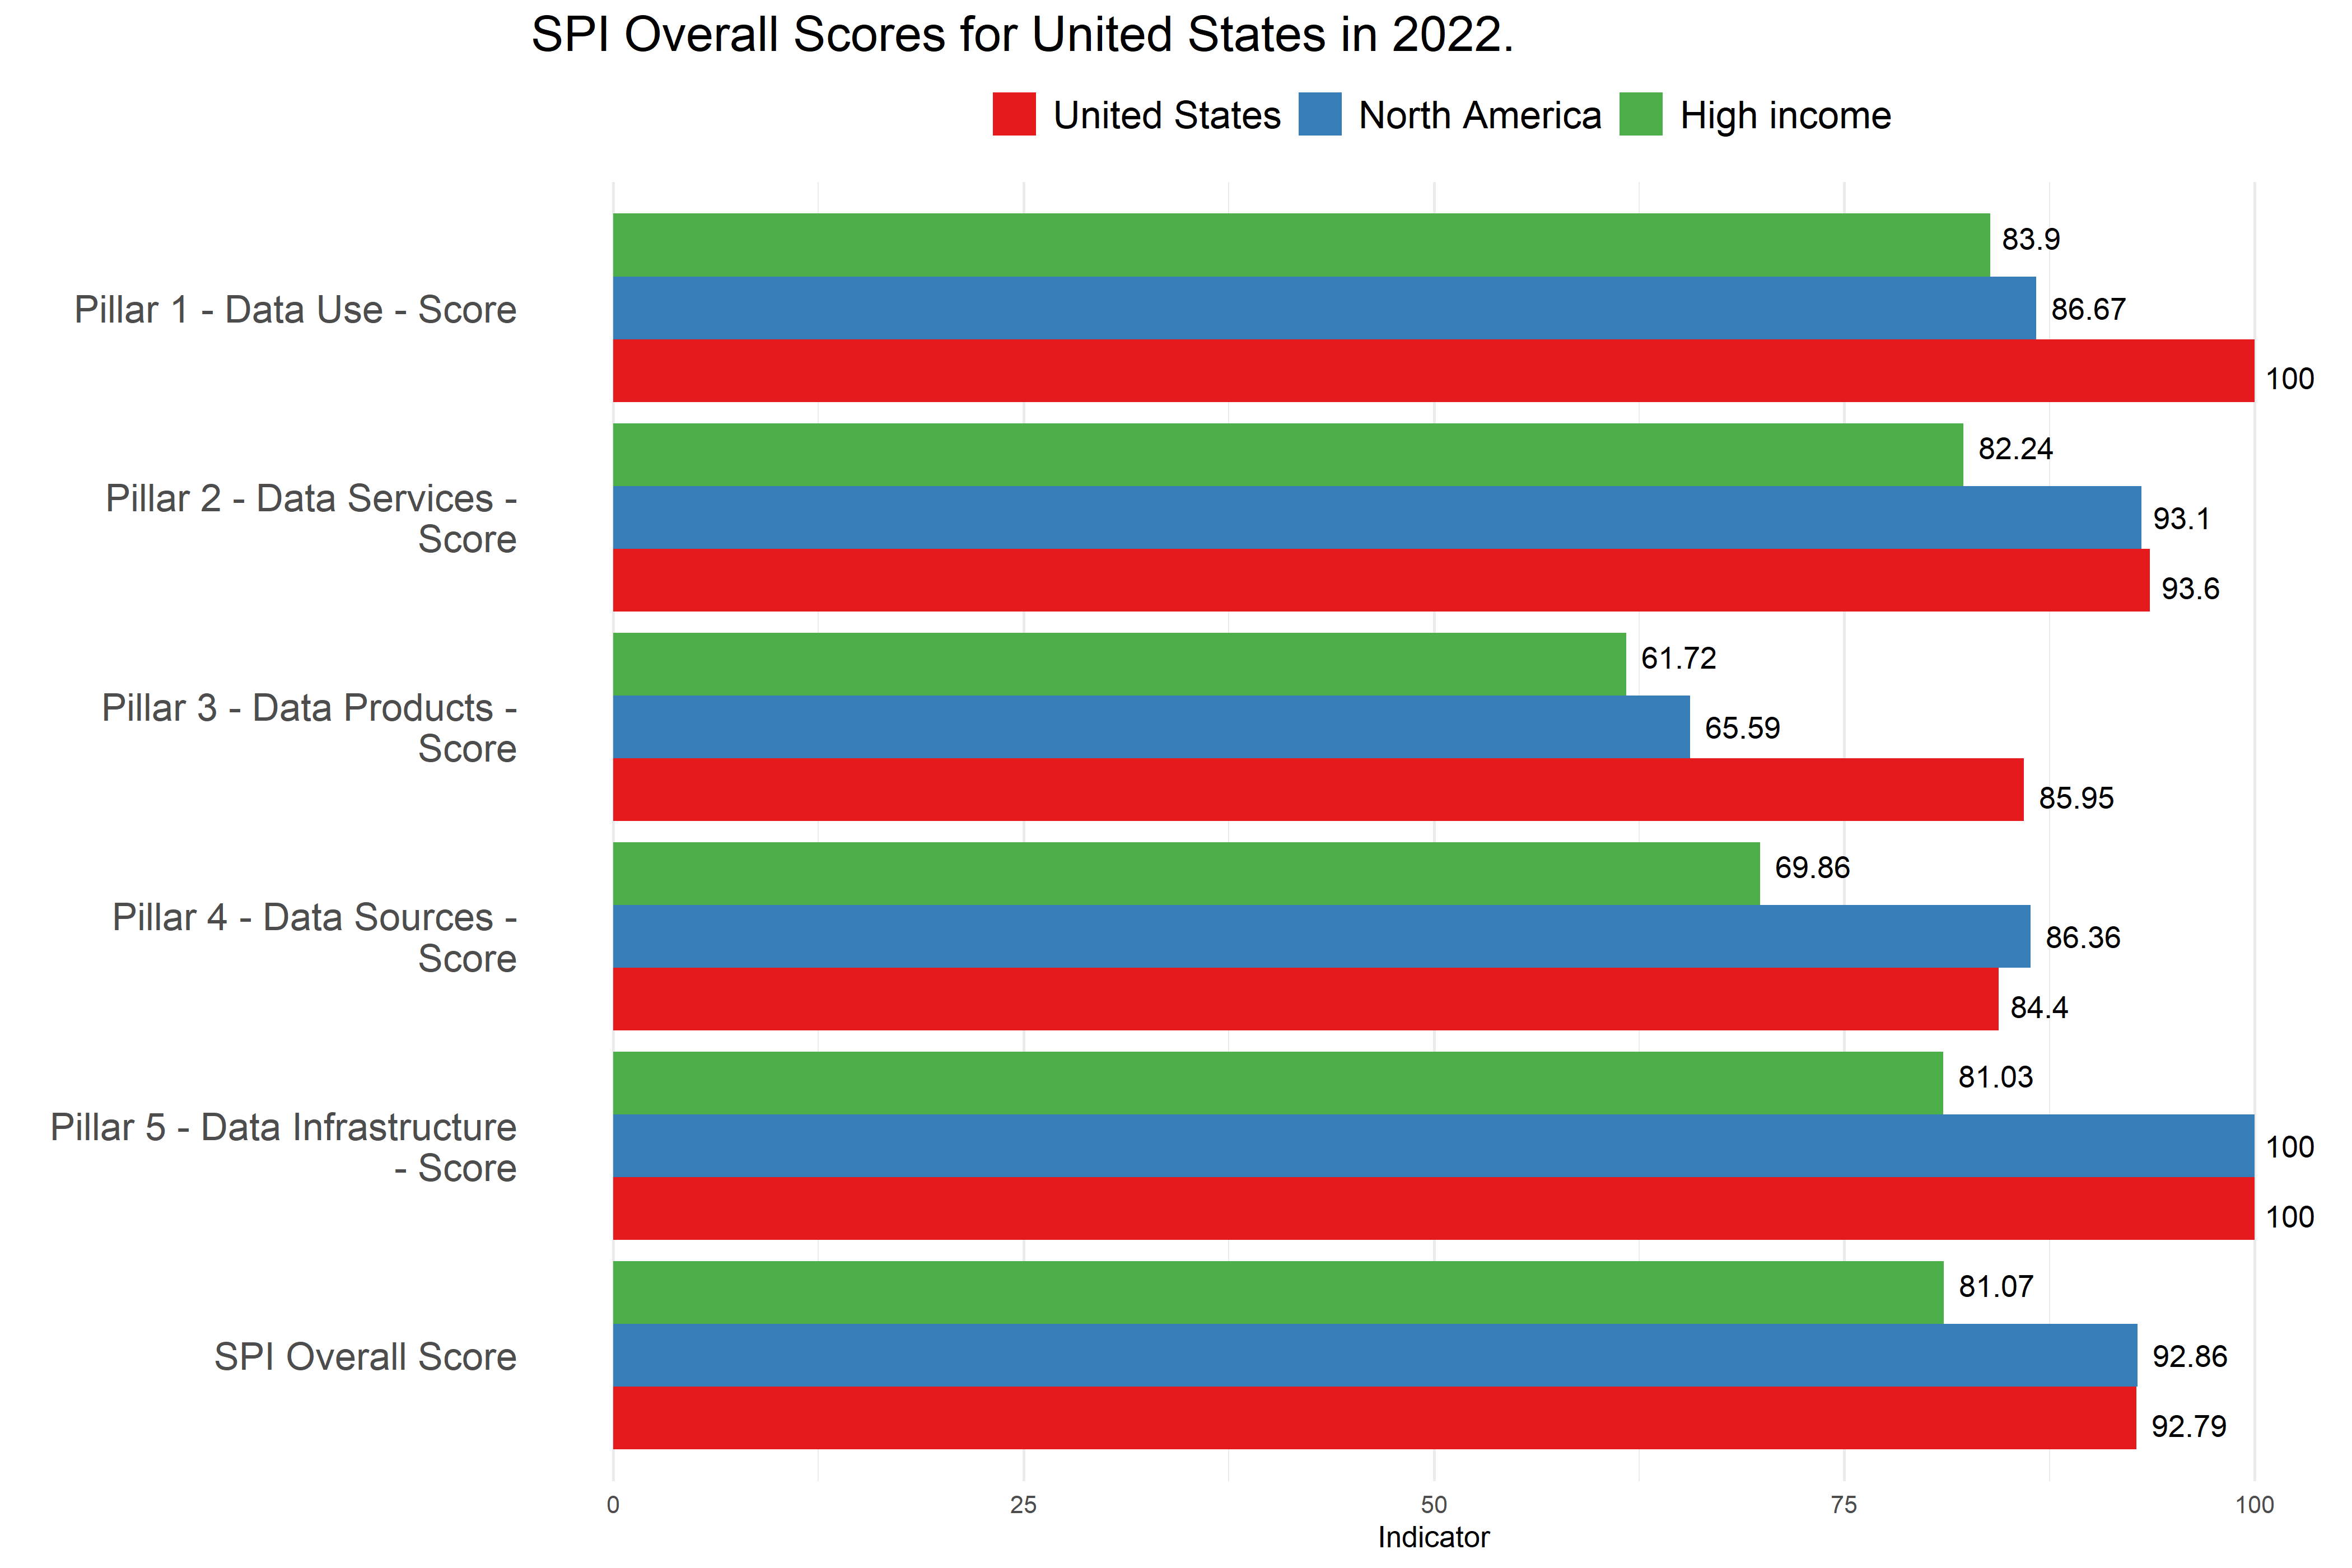 SPI Overall Scores for United States in 2022.
United States North America High income
83.9
Pillar 1 - Data Use - Score
86.67
100
82.24
Pillar 2 - Data Services -
Score
93.1
93.6
61.72
Pillar 3 - Data Products -
Score
65.59
85.95
69.86
Pillar 4 - Data Sources -
Score
86.36
84.4
81.03
Pillar 5 - Data Infrastructure
- Score
100
100
81.07
SPI Overall Score
92.86
92.79
0 25 50 75 100
Indicator